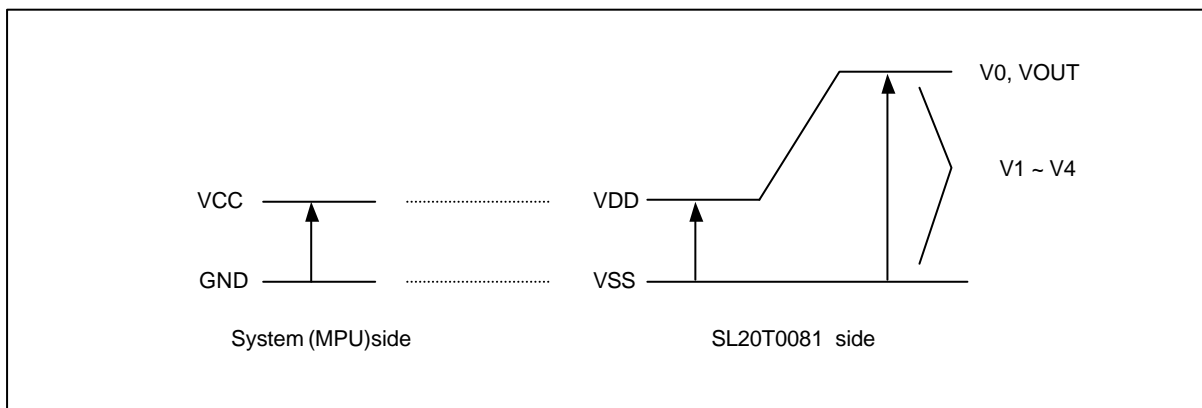 V0, VOUT
V1 ~ V4
VCC
VDD
GND
VSS
System (MPU)side
SL20T0081 side